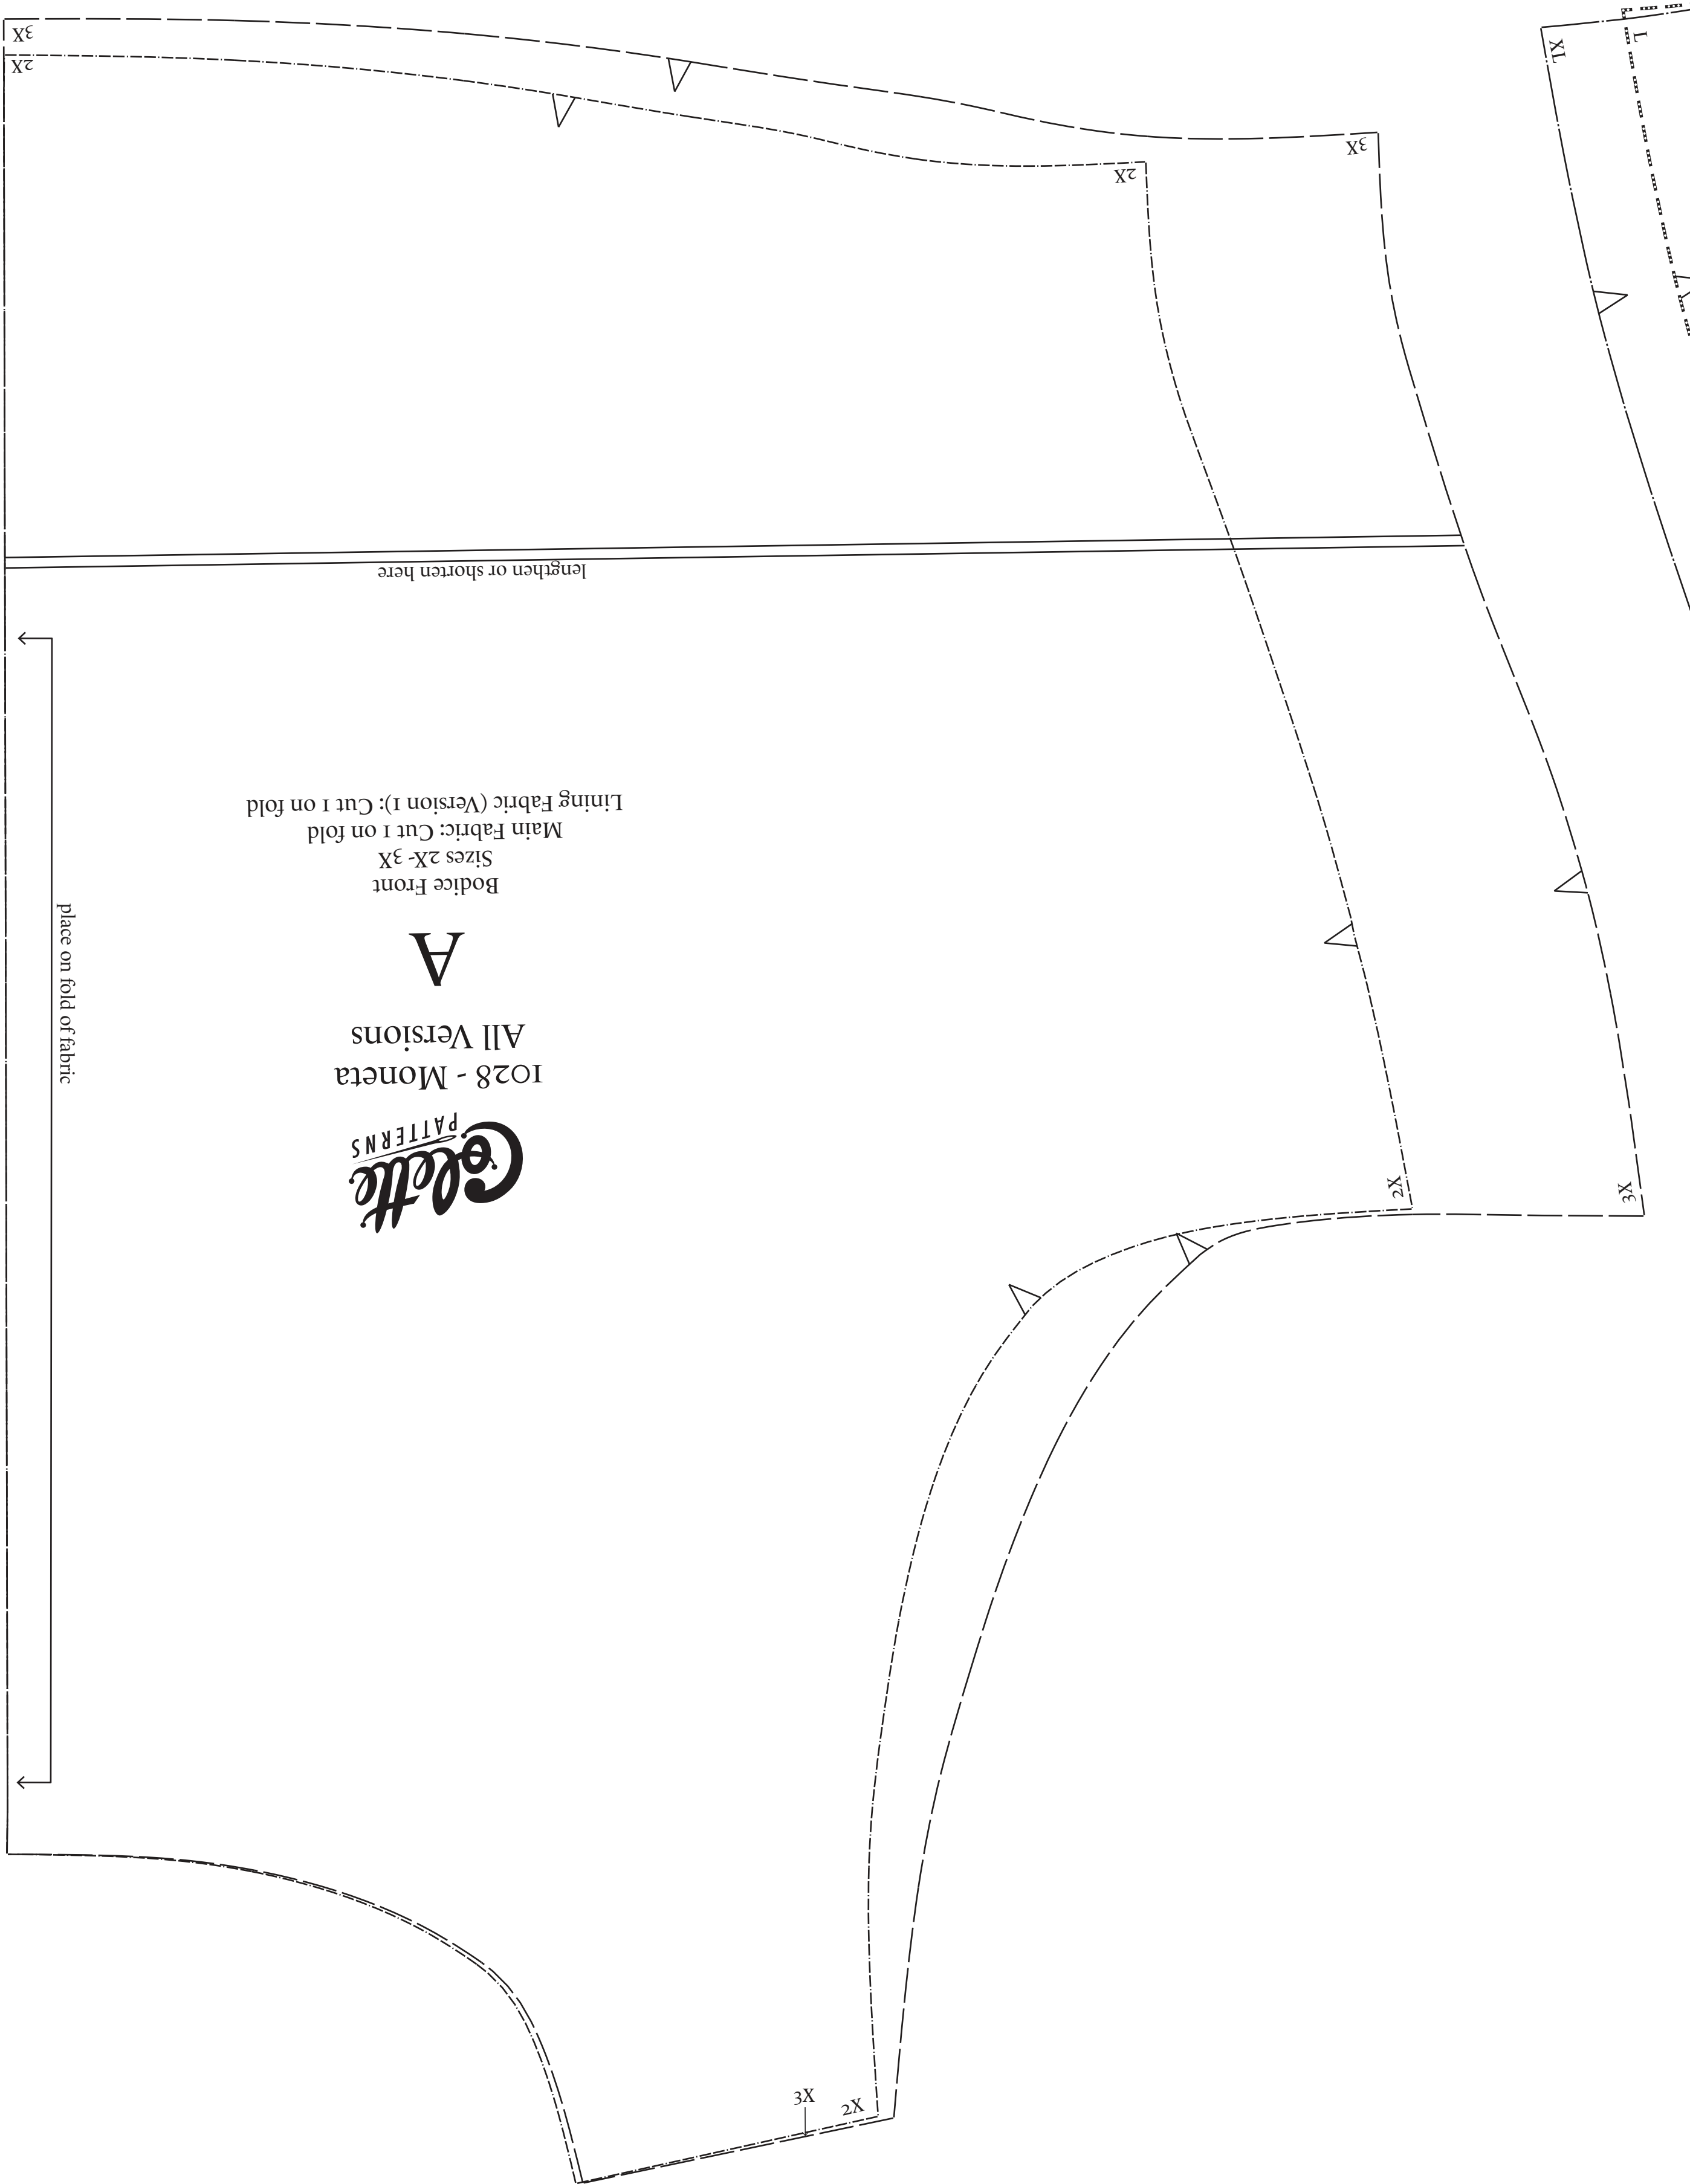 3X
2X
2X
3X
XL
L
lengthen or shorten here
place on fold of fabric
Colette
PATTERNS
1028 - Moneta
All Versions
A
Bodice Front
Sizes 2X- 3X
Main Fabric: Cut 1 on fold
Lining Fabric (Version 1): Cut 1 on fold
2X
3X
3X
2X